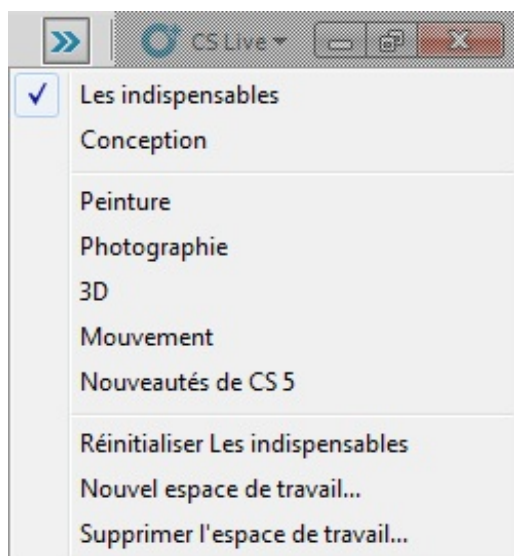 CS Live
Les indispensables
Conception
Peinture
Photographie
3D
Mouvement
Nouveautés de CS 5
Réinitialiser Les indispensables
Nouvel espace de travail...
Supprimer l'espace de travail...